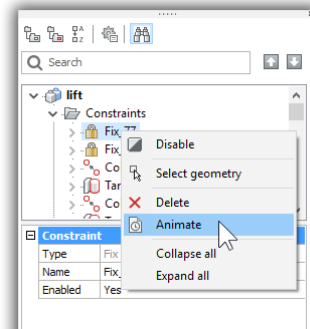 Search
lift
Constraints
Fix_77
Fix_
Co
Tar
Co
Disable
Select geometry
Delete
Animate
Collapse all
Expand all
Constraint
Type Fix
Name Fix_
Enabled Yes